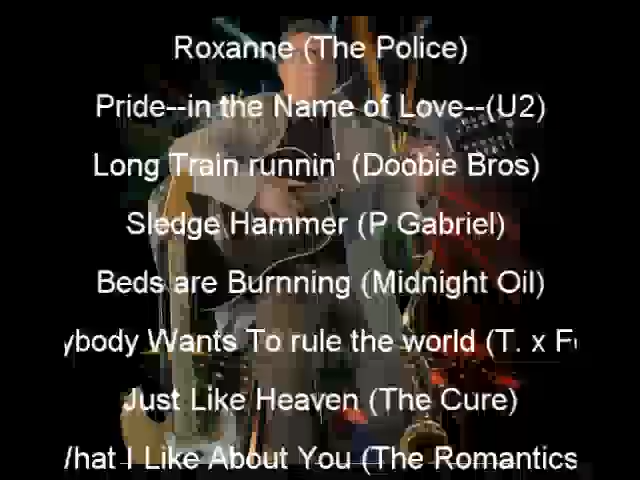 Roxanne (The Police)
Pride--in the Name of Love--(U2)
Long Train runnin' (Doobie Bros)
Sledge Hammer (P Gabriel)
Beds are Burnning (Midnight Oil)
ybody Wants To rule the world (T. x F
Just Like Heaven (The Cure)
hat I Like About You (The Romantics